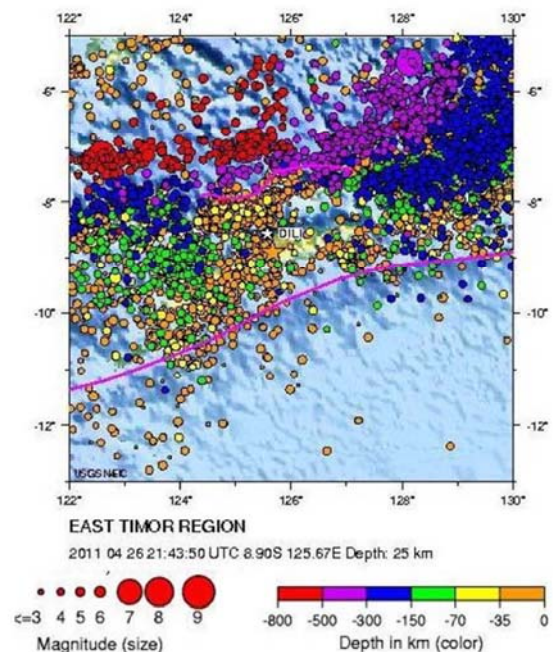 122° 124° 126° 128° 130°
-6° -6°
-8° DILI -8°
-10° -10°
-12° -12°
USGS NEIC
122° 124° 126° 128° 130°
EAST TIMOR REGION
2011 04 26 21:43:50 UTC 8.90S 125.67E Depth: 25 km
<=3 4 5 6 7 8 9
Magnitude (size)
-800 -500 -300 -150 -70 -35 0
Depth in km (color)